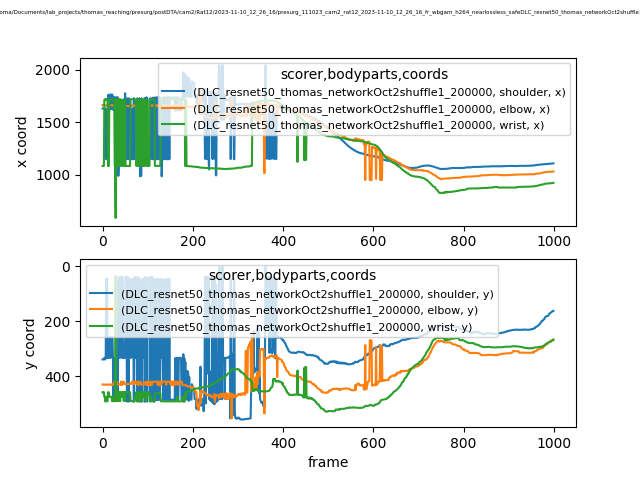 oma/Documents/lab_projects/thomas_reaching/presurg/postDTA/cam2/Rat12/2023-11-10_12_26_16/presurg_111023_cam2_rat12_2023-11-10_12_26_16_fr_wbgam_h264_nearlossless_safeDLC_resnet50_thomas_networkOct2shuffle1
scorer,bodyparts,coords
(DLC_resnet50_thomas_networkOct2shuffle1_200000, shoulder, x)
(DLC_resnet50_thomas_networkOct2shuffle1_200000, elbow, x)
(DLC_resnet50_thomas_networkOct2shuffle1_200000, wrist, x)
x coord
2000
1500
1000
0 200 400 600 800 1000
scorer,bodyparts,coords
(DLC_resnet50_thomas_networkOct2shuffle1_200000, shoulder, y)
(DLC_resnet50_thomas_networkOct2shuffle1_200000, elbow, y)
(DLC_resnet50_thomas_networkOct2shuffle1_200000, wrist, y)
y coord
0
200
400
0 200 400 600 800 1000
frame